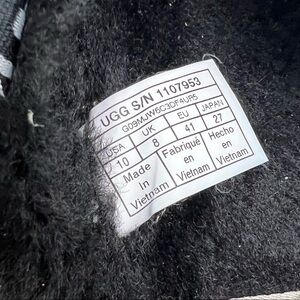 UGG S/N 1107953
G09MJW6C3DF4UP5
USA UK EU JAPAN
10 8 41 27
Made in Vietnam
Fabriqué en Vietnam
Hecho en Vietnam